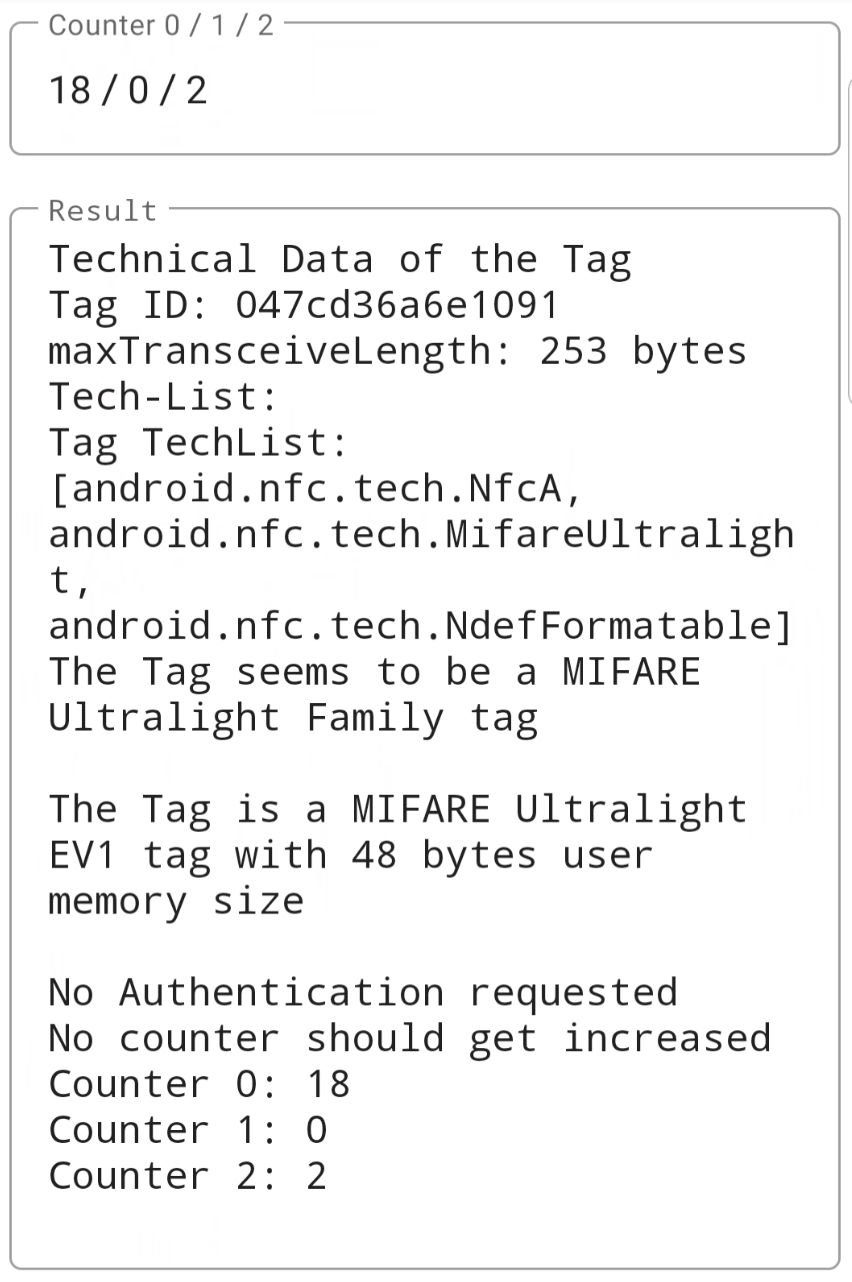 Counter 0 / 1 / 2
18 / 0 / 2
Result
Technical Data of the Tag
Tag ID: 047cd36a6e1091
maxTransceiveLength: 253 bytes
Tech-List:
Tag TechList:
[android.nfc.tech.NfcA,
android.nfc.tech.MifareUltraligh
t,
android.nfc.tech.NdefFormatable]
The Tag seems to be a MIFARE
Ultralight Family tag
The Tag is a MIFARE Ultralight
EV1 tag with 48 bytes user
memory size
No Authentication requested
No counter should get increased
Counter 0: 18
Counter 1: 0
Counter 2: 2